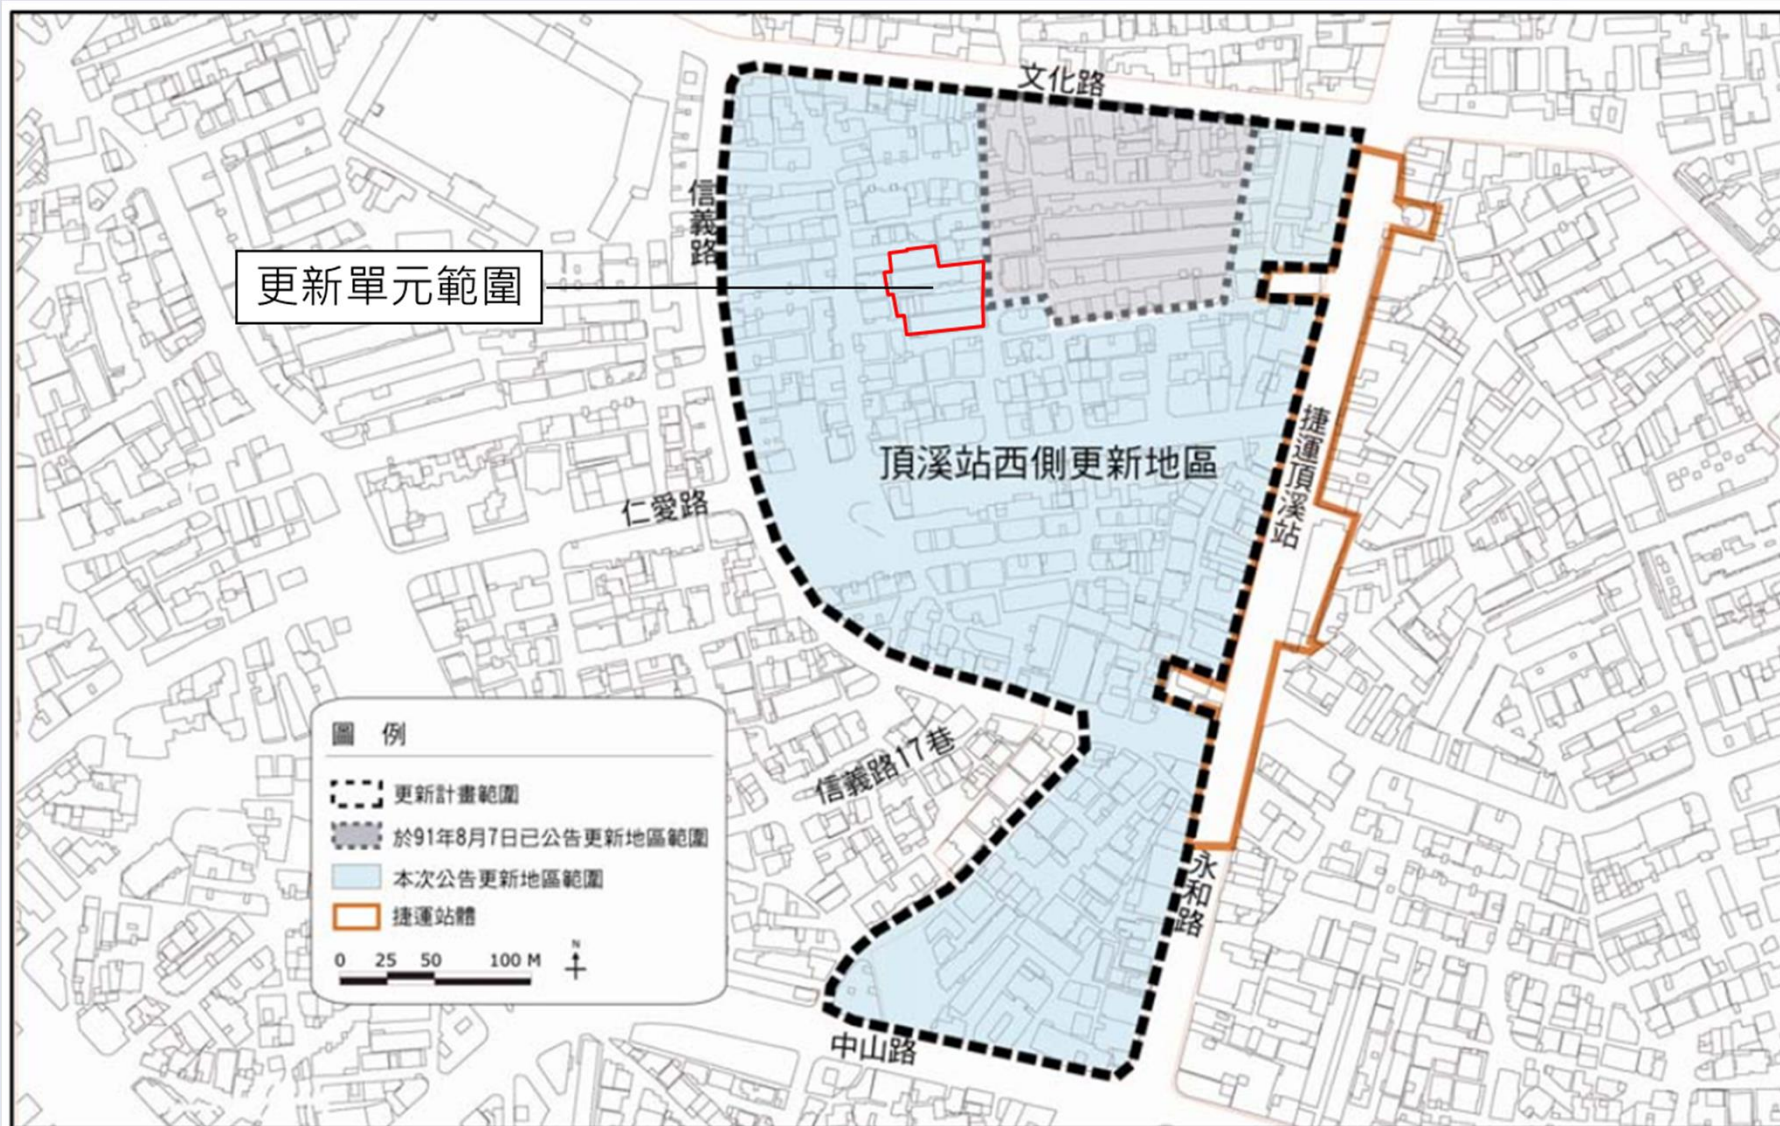 文化路
信義路
更新單元範圍
頂溪站西側更新地區
捷運頂溪站
仁愛路
信義路17巷
永和路
中山路
圖 例
更新計畫範圍
於91年8月7日已公告更新地區範圍
本次公告更新地區範圍
捷運站體
0 25 50 100 M
N